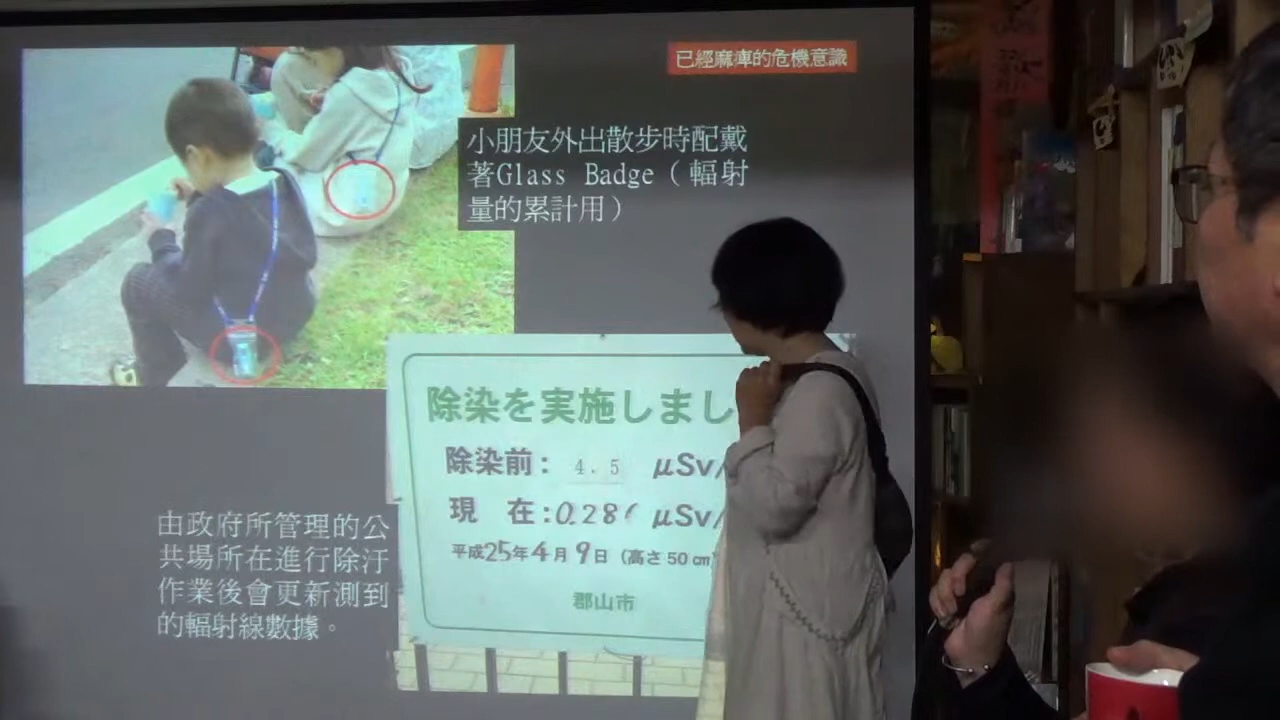 已經麻痺的危機意識
小朋友外出散步時配戴
著Glass Badge（輻射
量的累計用）
除染を実施しまし
除染前： 4.5 μSv/
現 在：0.286 μSv/
平成25年4月9日（高さ50㎝
郡山市
由政府所管理的公
共場所在進行除汙
作業後會更新測到
的輻射線數據。